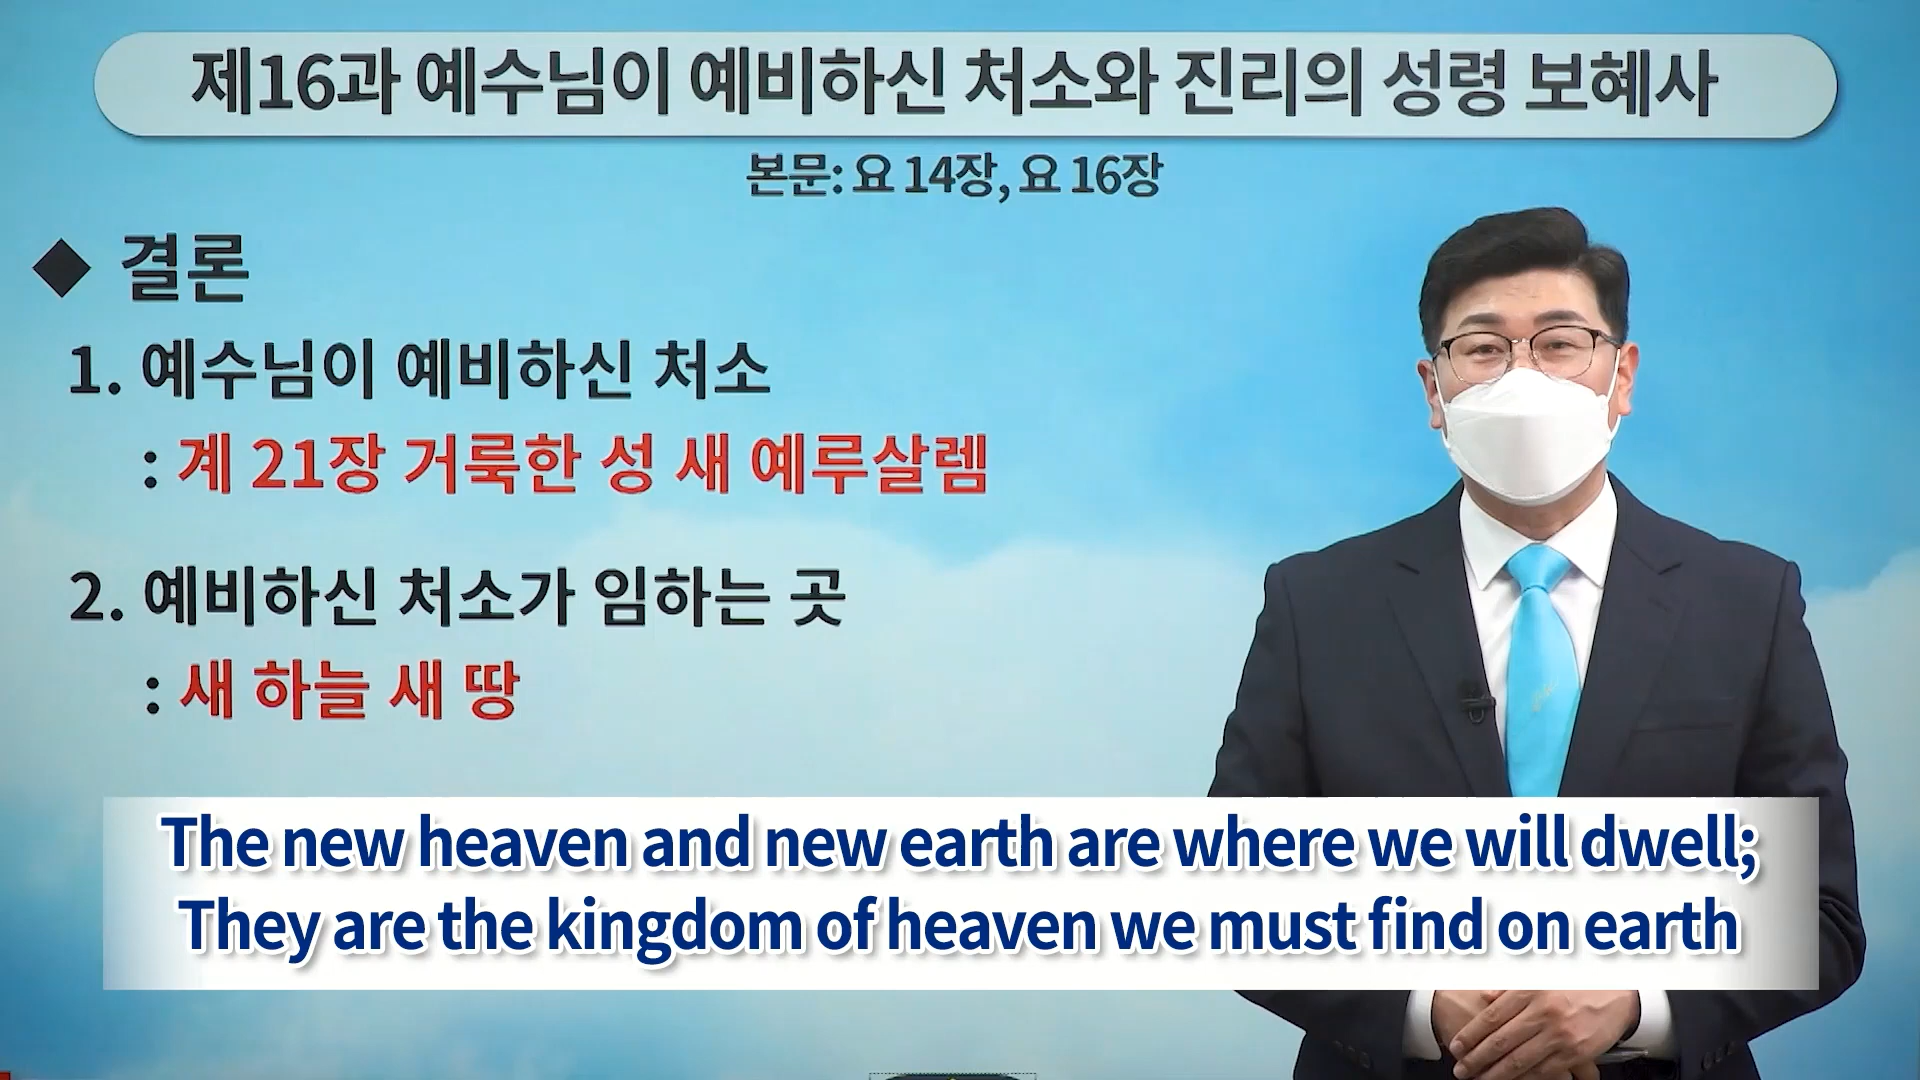 제16과 예수님이 예비하신 처소와 진리의 성령 보혜사
본문: 요 14장, 요 16장
◆ 결론
1. 예수님이 예비하신 처소
: 계 21장 거룩한 성 새 예루살렘
2. 예비하신 처소가 임하는 곳
: 새 하늘 새 땅
The new heaven and new earth are where we will dwell;
They are the kingdom of heaven we must find on earth